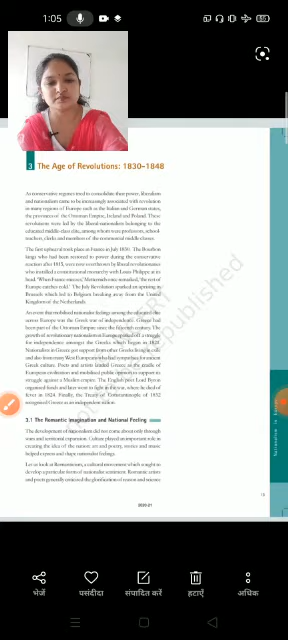 1:05
55
3 The Age of Revolutions: 1830-1848
As conservative regimes tried to consolidate their power, liberalism
and nationalism came to be increasingly associated with revolution
in many regions of Europe such as the Italian and German states,
the provinces of the Ottoman Empire, Ireland and Poland. These
revolutions were led by the liberal-nationalists belonging to the
educated middle-class elite, among whom were professors, school-
teachers, clerks and members of the commercial middle classes.
The first upheaval took place in France in July 1830. The Bourbon
kings who had been restored to power during the conservative
reaction after 1815, were now overthrown by liberal revolutionaries
who installed a constitutional monarchy with Louis Philippe at its
head. 'When France sneezes,' Metternich once remarked, 'the rest of
Europe catches cold.' The July Revolution sparked an uprising in
Brussels which led to Belgium breaking away from the United
Kingdom of the Netherlands.
An event that mobilised nationalist feelings among the educated elite
across Europe was the Greek war of independence. Greece had
been part of the Ottoman Empire since the fifteenth century. The
growth of revolutionary nationalism in Europe sparked off a struggle
for independence amongst the Greeks which began in 1821.
Nationalists in Greece got support from other Greeks living in exile
and also from many West Europeans who had sympathies for ancient
Greek culture. Poets and artists lauded Greece as the cradle of
European civilisation and mobilised public opinion to support its
struggle against a Muslim empire. The English poet Lord Byron
organised funds and later went to fight in the war, where he died of
fever in 1824. Finally, the Treaty of Constantinople of 1832
recognised Greece as an independent nation.
3.1 The Romantic Imagination and National Feeling
The development of nationalism did not come about only through
wars and territorial expansion. Culture played an important role in
creating the idea of the nation: art and poetry, stories and music
helped express and shape nationalist feelings.
Let us look at Romanticism, a cultural movement which sought to
develop a particular form of nationalist sentiment. Romantic artists
and poets generally criticised the glorification of reason and science
Nationalism in Europe
2020-21
भेजें
पसंदीदा
संपादित करें
हटाएँ
अधिक